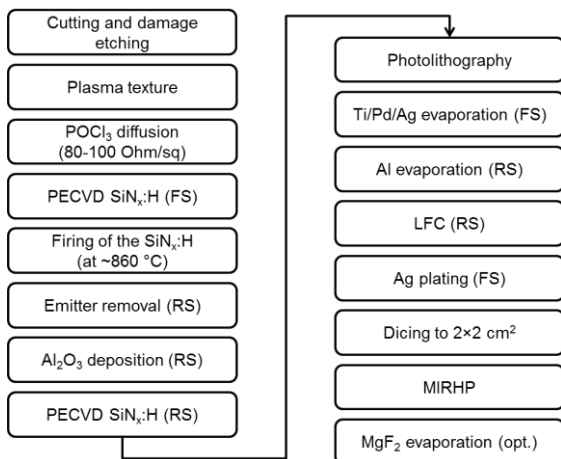 Cutting and damage
etching
Plasma texture
POCl₃ diffusion
(80-100 Ohm/sq)
PECVD SiNₓ:H (FS)
Firing of the SiNₓ:H
(at ~860 °C)
Emitter removal (RS)
Al₂O₃ deposition (RS)
PECVD SiNₓ:H (RS)
Photolithography
Ti/Pd/Ag evaporation (FS)
Al evaporation (RS)
LFC (RS)
Ag plating (FS)
Dicing to 2×2 cm²
MIRHP
MgF₂ evaporation (opt.)